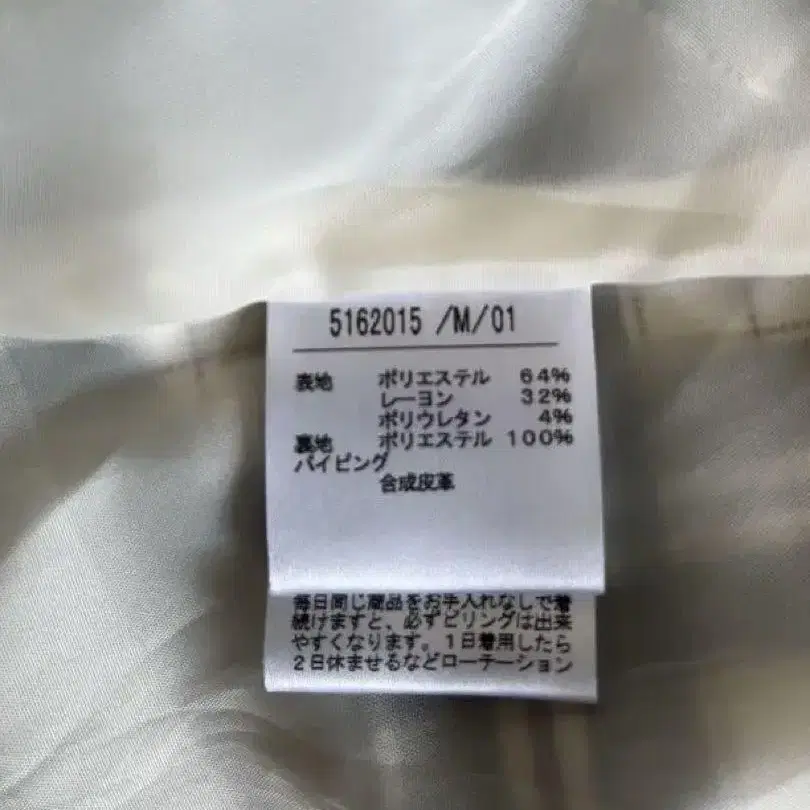 5162015 /M/01
表地 ポリエステル 64%
レーヨン 32%
ポリウレタン 4%
裏地 ポリエステル 100%
パイピング
合成皮革
毎日同じ商品をお手入れなしで着
続けますと、必ずピリングは出来
やすくなります。1日着用したら
2日休ませるなどローテーション